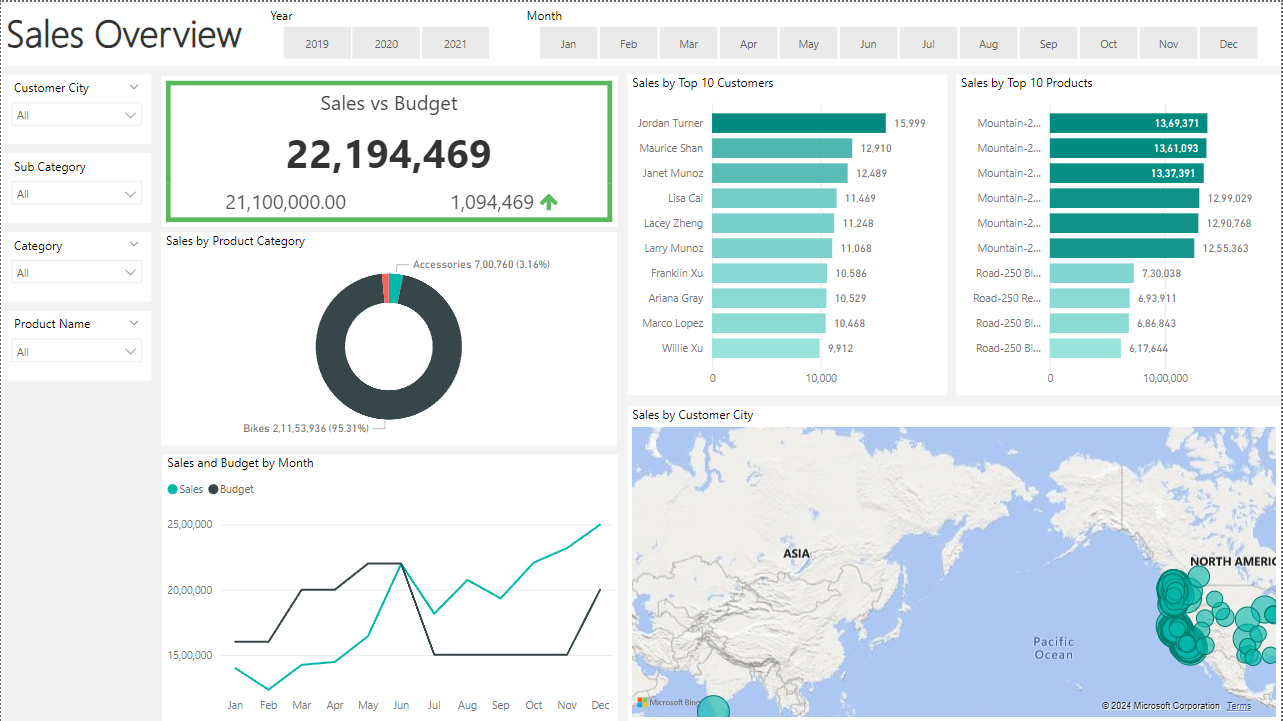 Sales Overview
Year
2019 2020 2021
Month
Jan Feb Mar Apr May Jun Jul Aug Sep Oct Nov Dec
Customer City
All
Sub Category
All
Category
All
Product Name
All
Sales vs Budget
22,194,469
21,100,000.00 1,094,469
Sales by Product Category
Accessories 7,00,760 (3.16%)
Bikes 2,11,53,936 (95.31%)
Sales and Budget by Month
Sales Budget
25,00,000
20,00,000
15,00,000
Jan Feb Mar Apr May Jun Jul Aug Sep Oct Nov Dec
Sales by Top 10 Customers
Jordan Turner 15,999
Maurice Shan 12,910
Janet Munoz 12,489
Lisa Cai 11,469
Lacey Zheng 11,248
Larry Munoz 11,068
Franklin Xu 10,586
Ariana Gray 10,529
Marco Lopez 10,468
Willie Xu 9,912
0 10,000
Sales by Top 10 Products
Mountain-2... 13,69,371
Mountain-2... 13,61,093
Mountain-2... 13,37,391
Mountain-2... 12,99,029
Mountain-2... 12,90,768
Mountain-2... 12,55,363
Road-250 Bl... 7,30,038
Road-250 Re... 6,93,911
Road-250 Bl... 6,86,843
Road-250 Bl... 6,17,644
0 10,00,000
Sales by Customer City
ASIA
NORTH AMERIC
Pacific
Ocean
Microsoft Bing
© 2024 Microsoft Corporation Terms